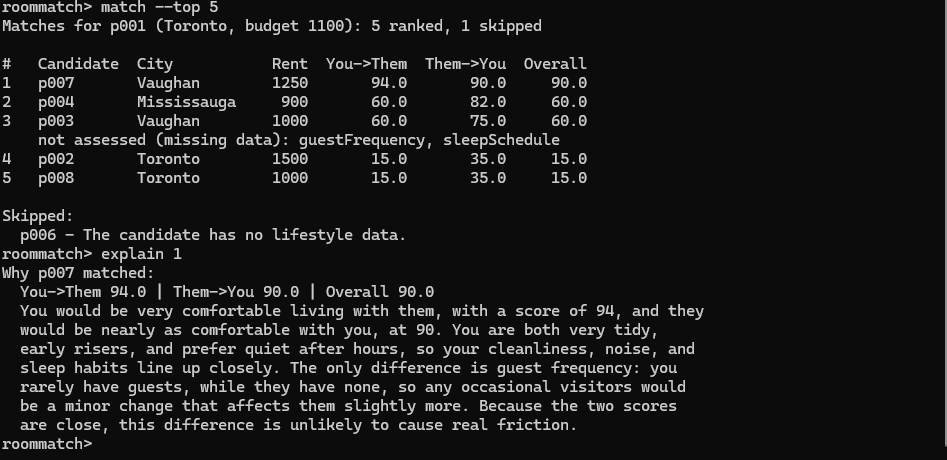 roommatch> match --top 5
Matches for p001 (Toronto, budget 1100): 5 ranked, 1 skipped
#   Candidate  City         Rent  You->Them  Them->You  Overall
1   p007       Vaughan      1250       94.0       90.0     90.0
2   p004       Mississauga   900       60.0       82.0     60.0
3   p003       Vaughan      1000       60.0       75.0     60.0
    not assessed (missing data): guestFrequency, sleepSchedule
4   p002       Toronto      1500       15.0       35.0     15.0
5   p008       Toronto      1000       15.0       35.0     15.0
Skipped:
  p006 - The candidate has no lifestyle data.
roommatch> explain 1
Why p007 matched:
  You->Them 94.0 | Them->You 90.0 | Overall 90.0
  You would be very comfortable living with them, with a score of 94, and they
  would be nearly as comfortable with you, at 90. You are both very tidy,
  early risers, and prefer quiet after hours, so your cleanliness, noise, and
  sleep habits line up closely. The only difference is guest frequency: you
  rarely have guests, while they have none, so any occasional visitors would
  be a minor change that affects them slightly more. Because the two scores
  are close, this difference is unlikely to cause real friction.
roommatch>